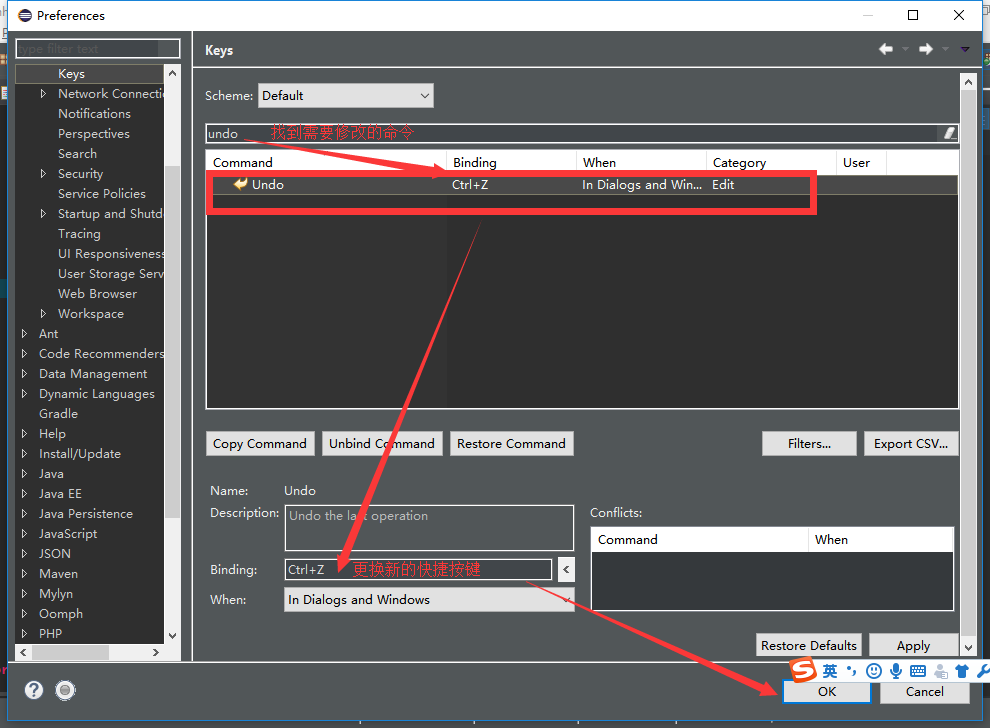 Preferences
type filter text
Keys
Network Connecti
Notifications
Perspectives
Search
Security
Service Policies
Startup and Shutd
Tracing
UI Responsiveness
User Storage Serv
Web Browser
Workspace
Ant
Code Recommenders
Data Management
Dynamic Languages
Gradle
Help
Install/Update
Java
Java EE
Java Persistence
JavaScript
JSON
Maven
Mylyn
Oomph
PHP
Keys
Scheme: Default
undo 找到需要修改的命令
Command Binding When Category User
Undo Ctrl+Z In Dialogs and Win... Edit
Copy Command Unbind Command Restore Command Filters... Export CSV...
Name: Undo
Description: Undo the last operation
Binding: Ctrl+Z 更换新的快捷按键 <
When: In Dialogs and Windows
Conflicts:
Command When
Restore Defaults Apply
S 英
OK Cancel